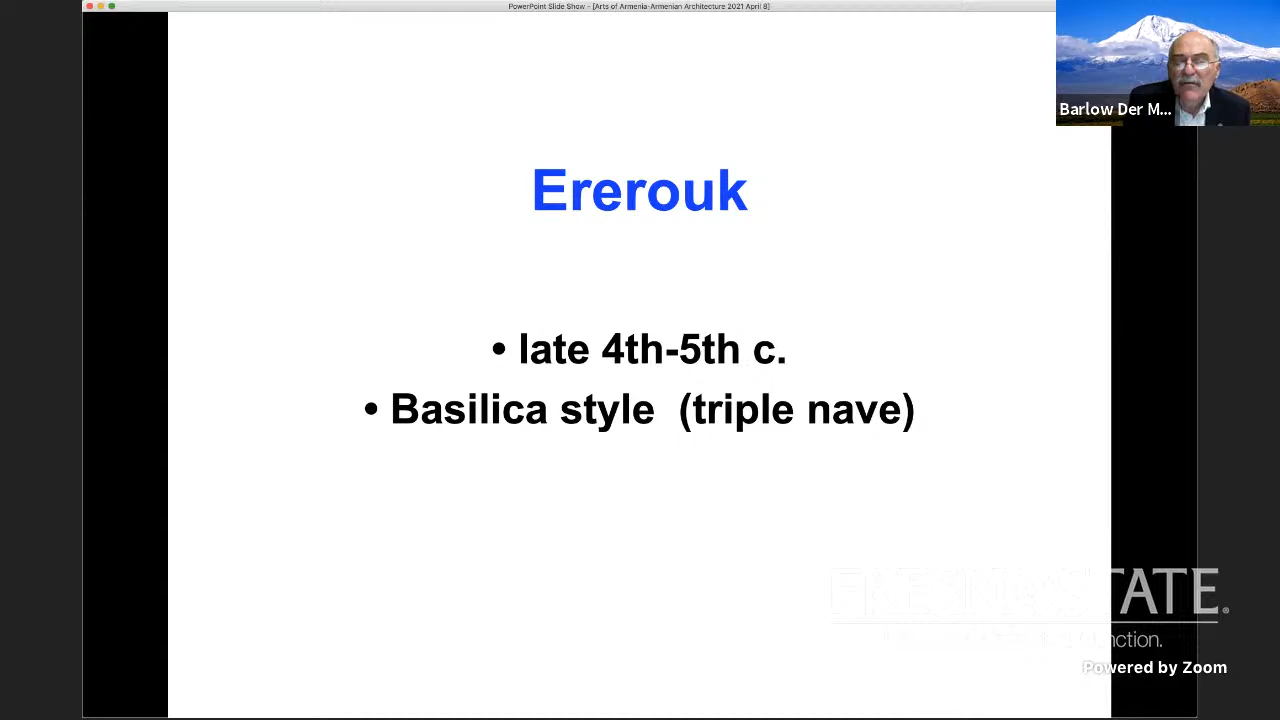 PowerPoint Slide Show - [Arts of Armenia-Armenian Architecture 2021 April 8]
Barlow Der M...
Ererouk
• late 4th-5th c.
• Basilica style (triple nave)
STATE.
Powered by Zoom